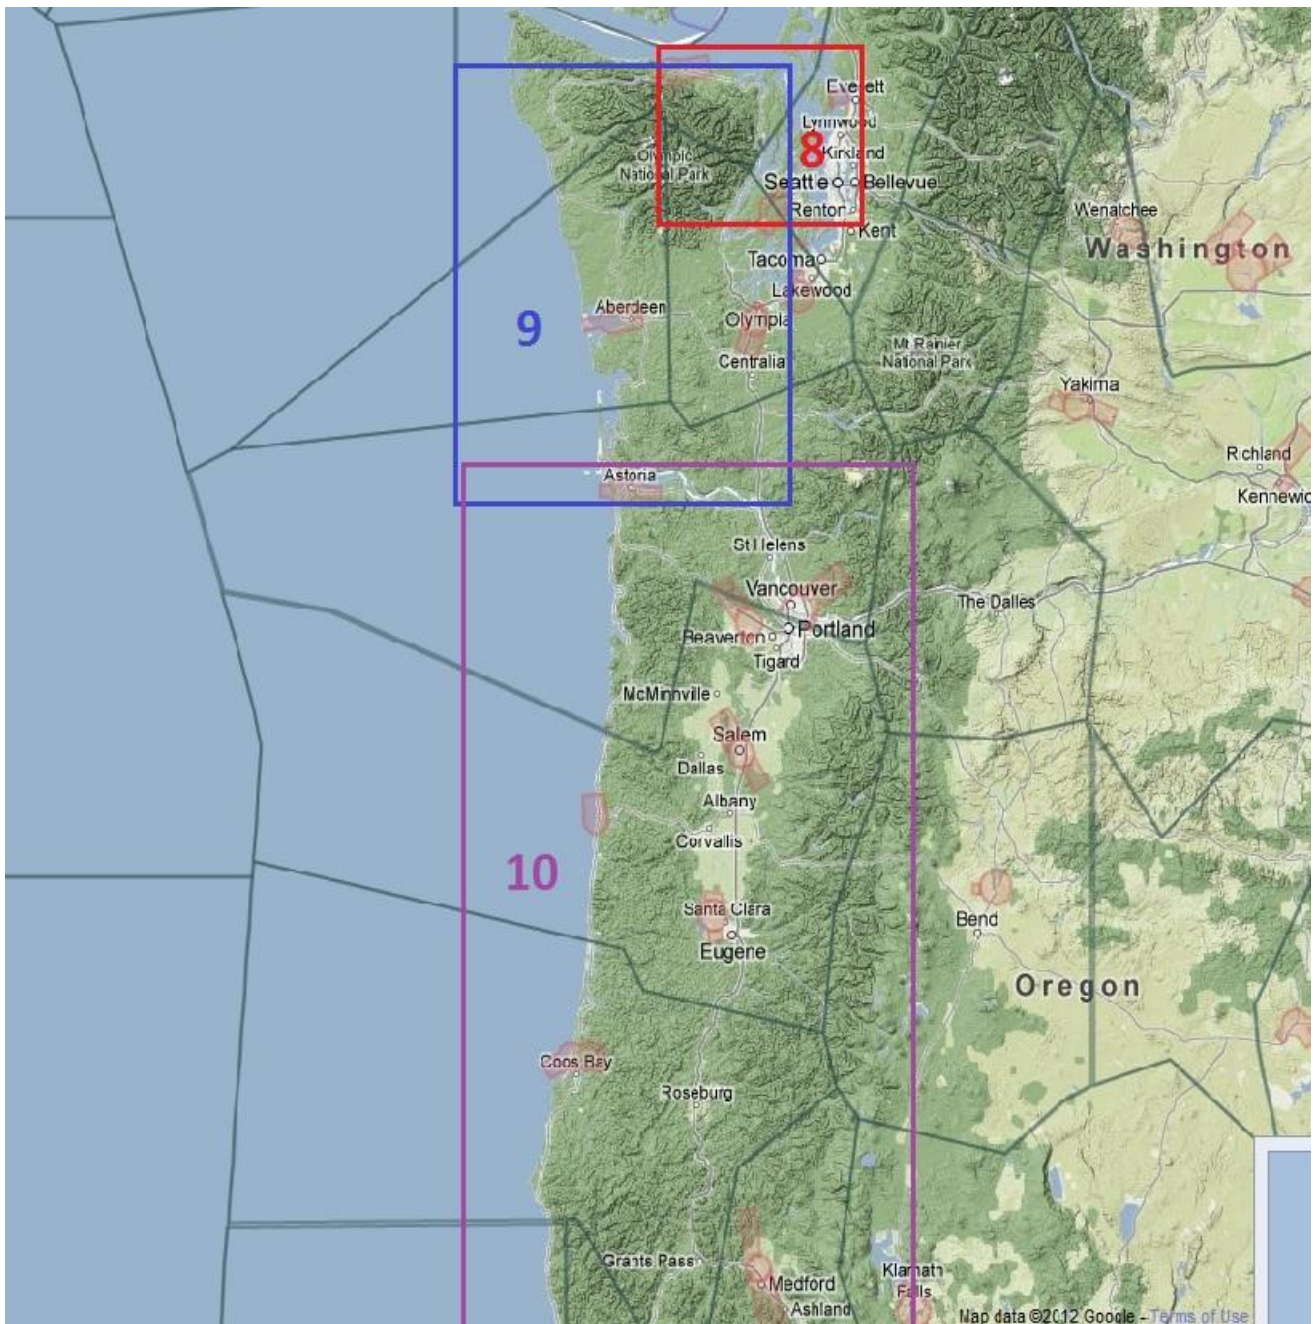 Everett
Lynnwood
8
Kirkland
Olympic
National Park
Seattle
Bellevue
Renton
Wenatchee
Kent
Washington
Tacoma
Lakewood
Aberdeen
Olympia
9
Mt Rainier
National Park
Centralia
Yakima
Richland
Astoria
Kennewic
St Helens
Vancouver
The Dalles
Portland
Beaverton
Tigard
McMinnville
Salem
Dallas
Albany
Corvallis
10
Santa Clara
Bend
Eugene
Oregon
Coos Bay
Roseburg
Grants Pass
Klamath
Falls
Medford
Ashland
Map data ©2012 Google - Terms of Use